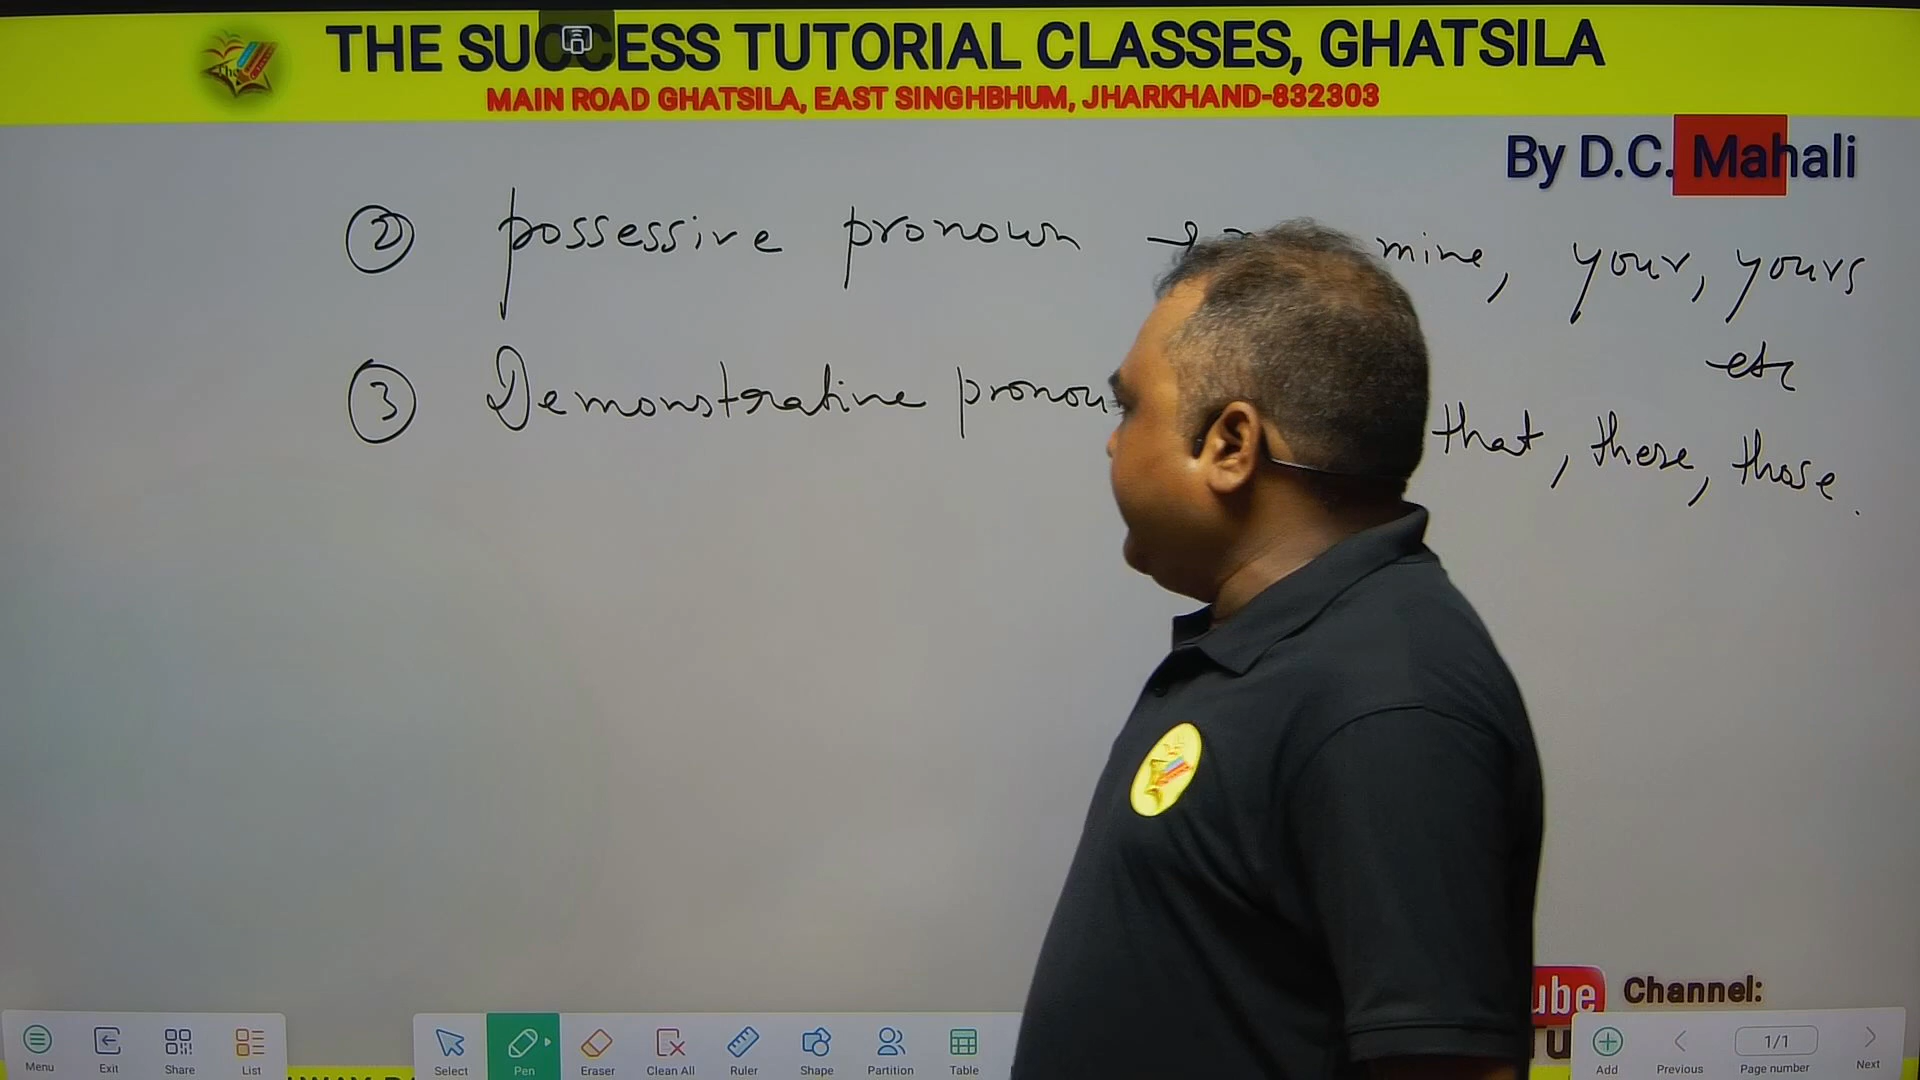 THE SUCCESS TUTORIAL CLASSES, GHATSILA
MAIN ROAD GHATSILA, EAST SINGHBHUM, JHARKHAND-832303
By D.C. Mahali
② possessive pronoun mine, your, yours
etc
③ Demonstrative pronou that, these, those.
ube Channel:
Menu Exit Share List Select Pen Eraser Clean All Ruler Shape Partition Table Add Previous 1/1 Page number Next